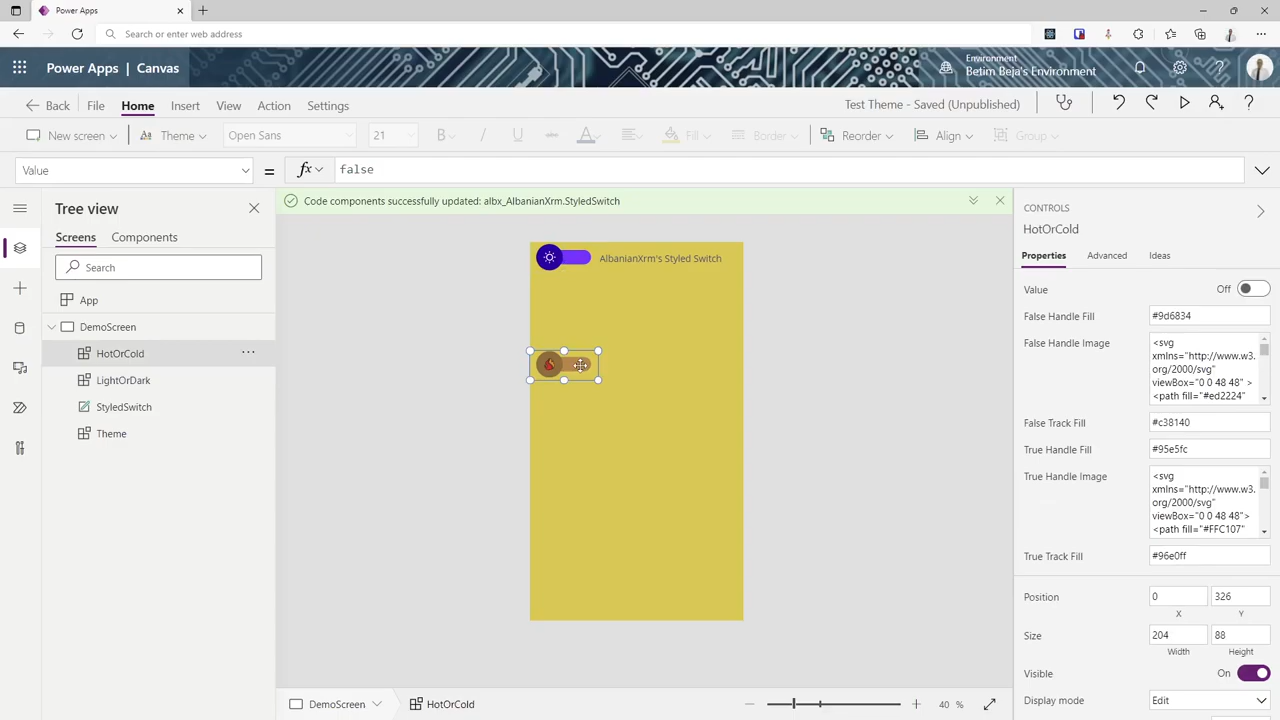 Power Apps
Search or enter web address
Power Apps | Canvas
Environment
Betim Beja's Environment
Back
File
Home
Insert
View
Action
Settings
Test Theme - Saved (Unpublished)
New screen
Theme
Open Sans
21
B
Fill
Border
Reorder
Align
Group
Value
=
fx
false
Code components successfully updated: albx_AlbanianXrm.StyledSwitch
Tree view
Screens
Components
Search
App
DemoScreen
HotOrCold
LightOrDark
StyledSwitch
Theme
AlbanianXrm's Styled Switch
CONTROLS
HotOrCold
Properties
Advanced
Ideas
Value
Off
False Handle Fill
#9d6834
False Handle Image
<svg
xmlns="http://www.w3.
org/2000/svg"
viewBox="0 0 48 48" >
<path fill="#ed2224"
False Track Fill
#c38140
True Handle Fill
#95e5fc
True Handle Image
<svg
xmlns="http://www.w3.
org/2000/svg"
viewBox="0 0 48 48">
<path fill="#FFC107"
True Track Fill
#96e0ff
Position
0
326
X
Y
Size
204
88
Width
Height
Visible
On
Display mode
Edit
DemoScreen
HotOrCold
40 %